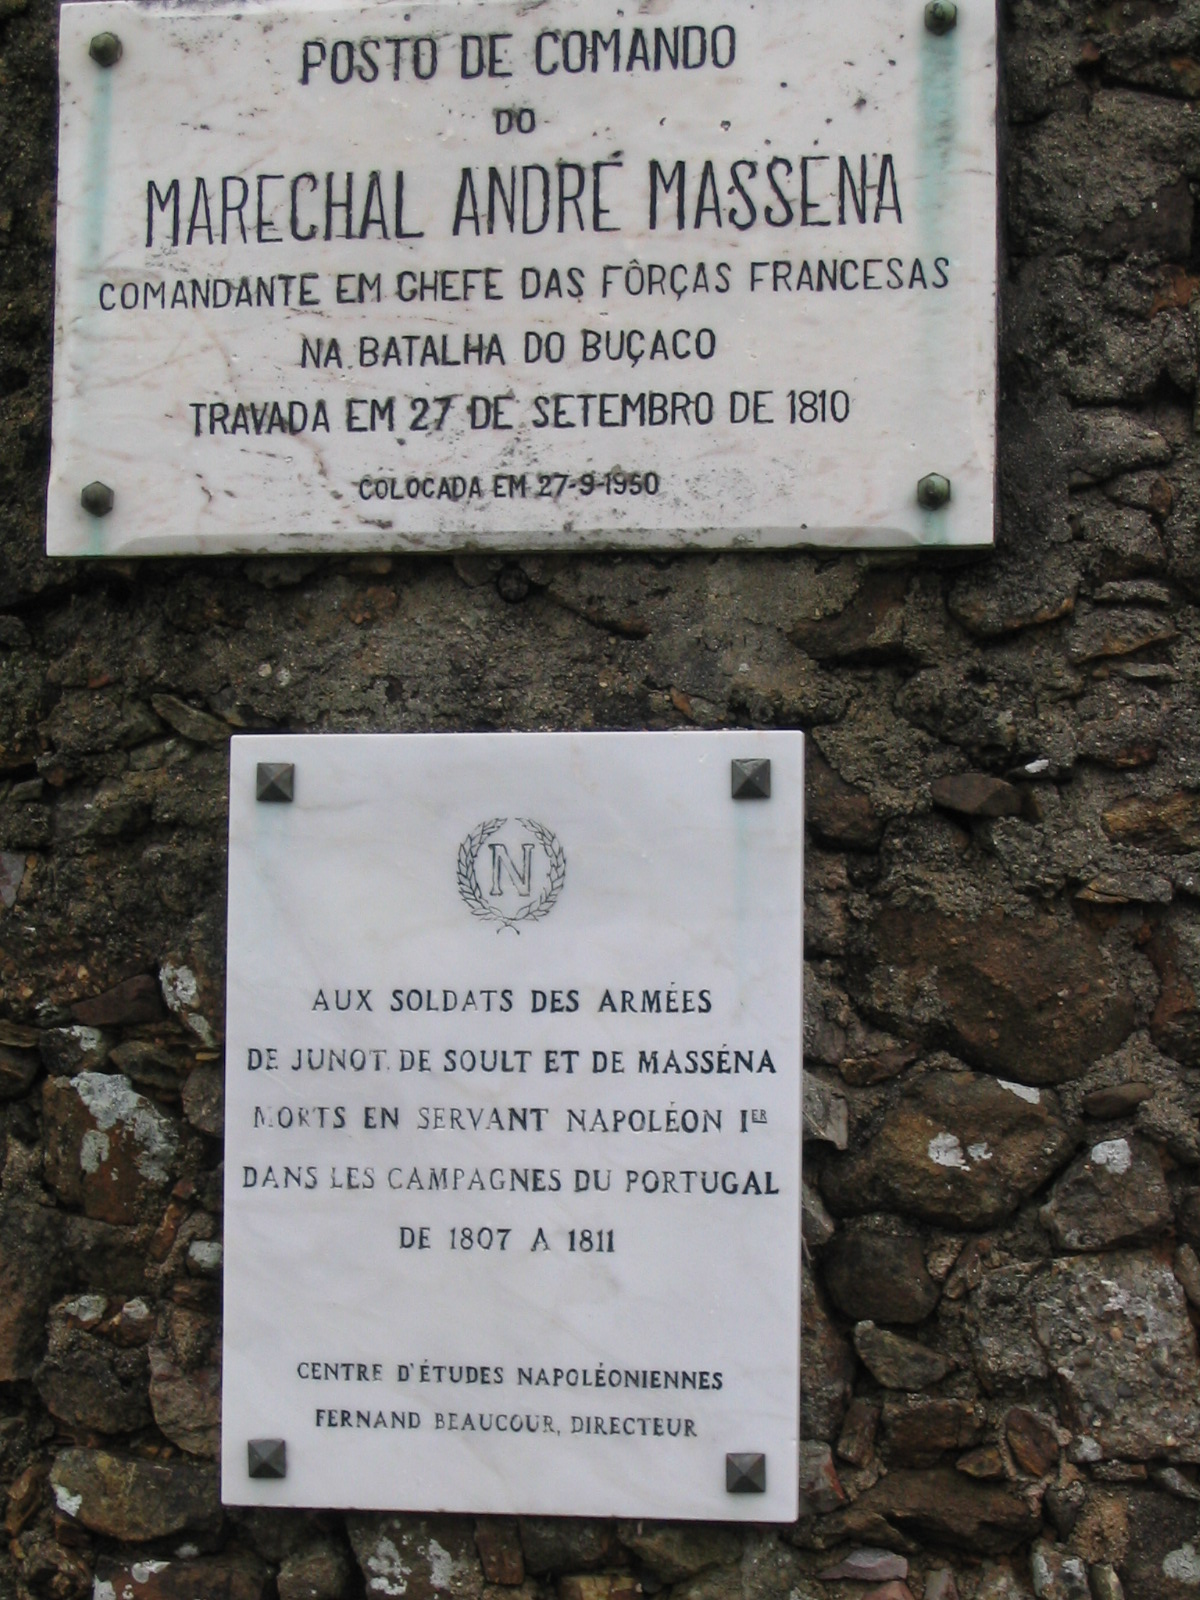 POSTO DE COMANDO
DO
MARECHAL ANDRÉ MASSENA
COMANDANTE EM CHEFE DAS FÔRÇAS FRANCESAS
NA BATALHA DO BUÇACO
TRAVADA EM 27 DE SETEMBRO DE 1810
COLOCADA EM 27-9-1950
N
AUX SOLDATS DES ARMÉES
DE JUNOT, DE SOULT ET DE MASSÉNA
MORTS EN SERVANT NAPOLÉON IER
DANS LES CAMPAGNES DU PORTUGAL
DE 1807 A 1811
CENTRE D'ÉTUDES NAPOLÉONIENNES
FERNAND BEAUCOUR, DIRECTEUR